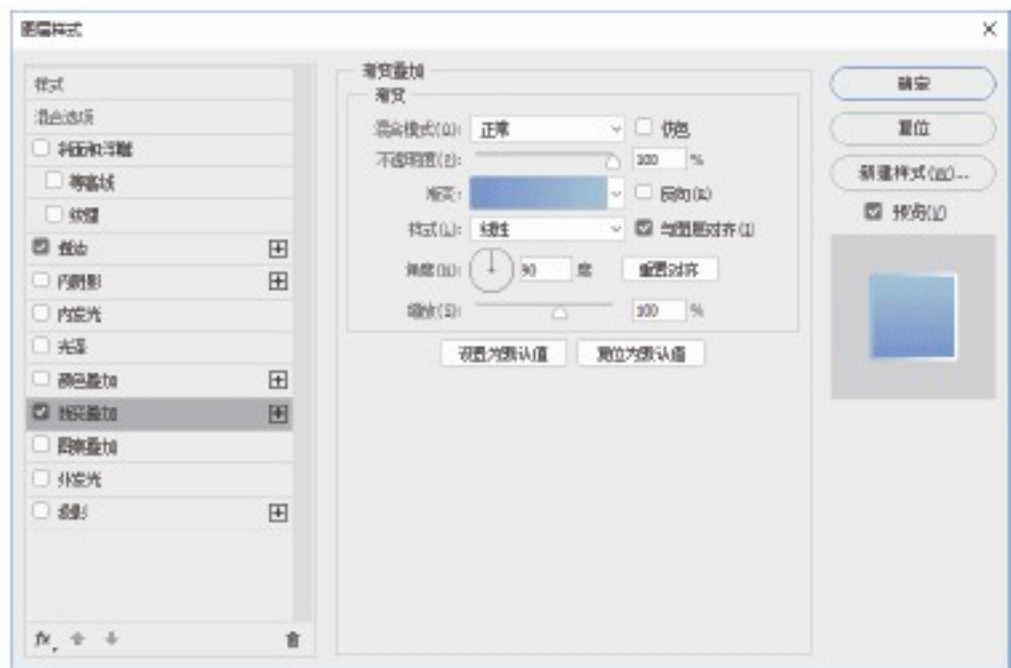 图层样式
样式
混合选项
斜面和浮雕
等高线
纹理
描边
内阴影
内发光
光泽
颜色叠加
渐变叠加
图案叠加
外发光
投影
fx
渐变叠加
渐变
混合模式(O): 正常 仿色
不透明度(P): 100 %
渐变: 反向(R)
样式(L): 线性 与图层对齐(I)
角度(N): 90 度 重置对齐
缩放(S): 100 %
设置为默认值 复位为默认值
确定
复位
新建样式(W)...
预览(V)